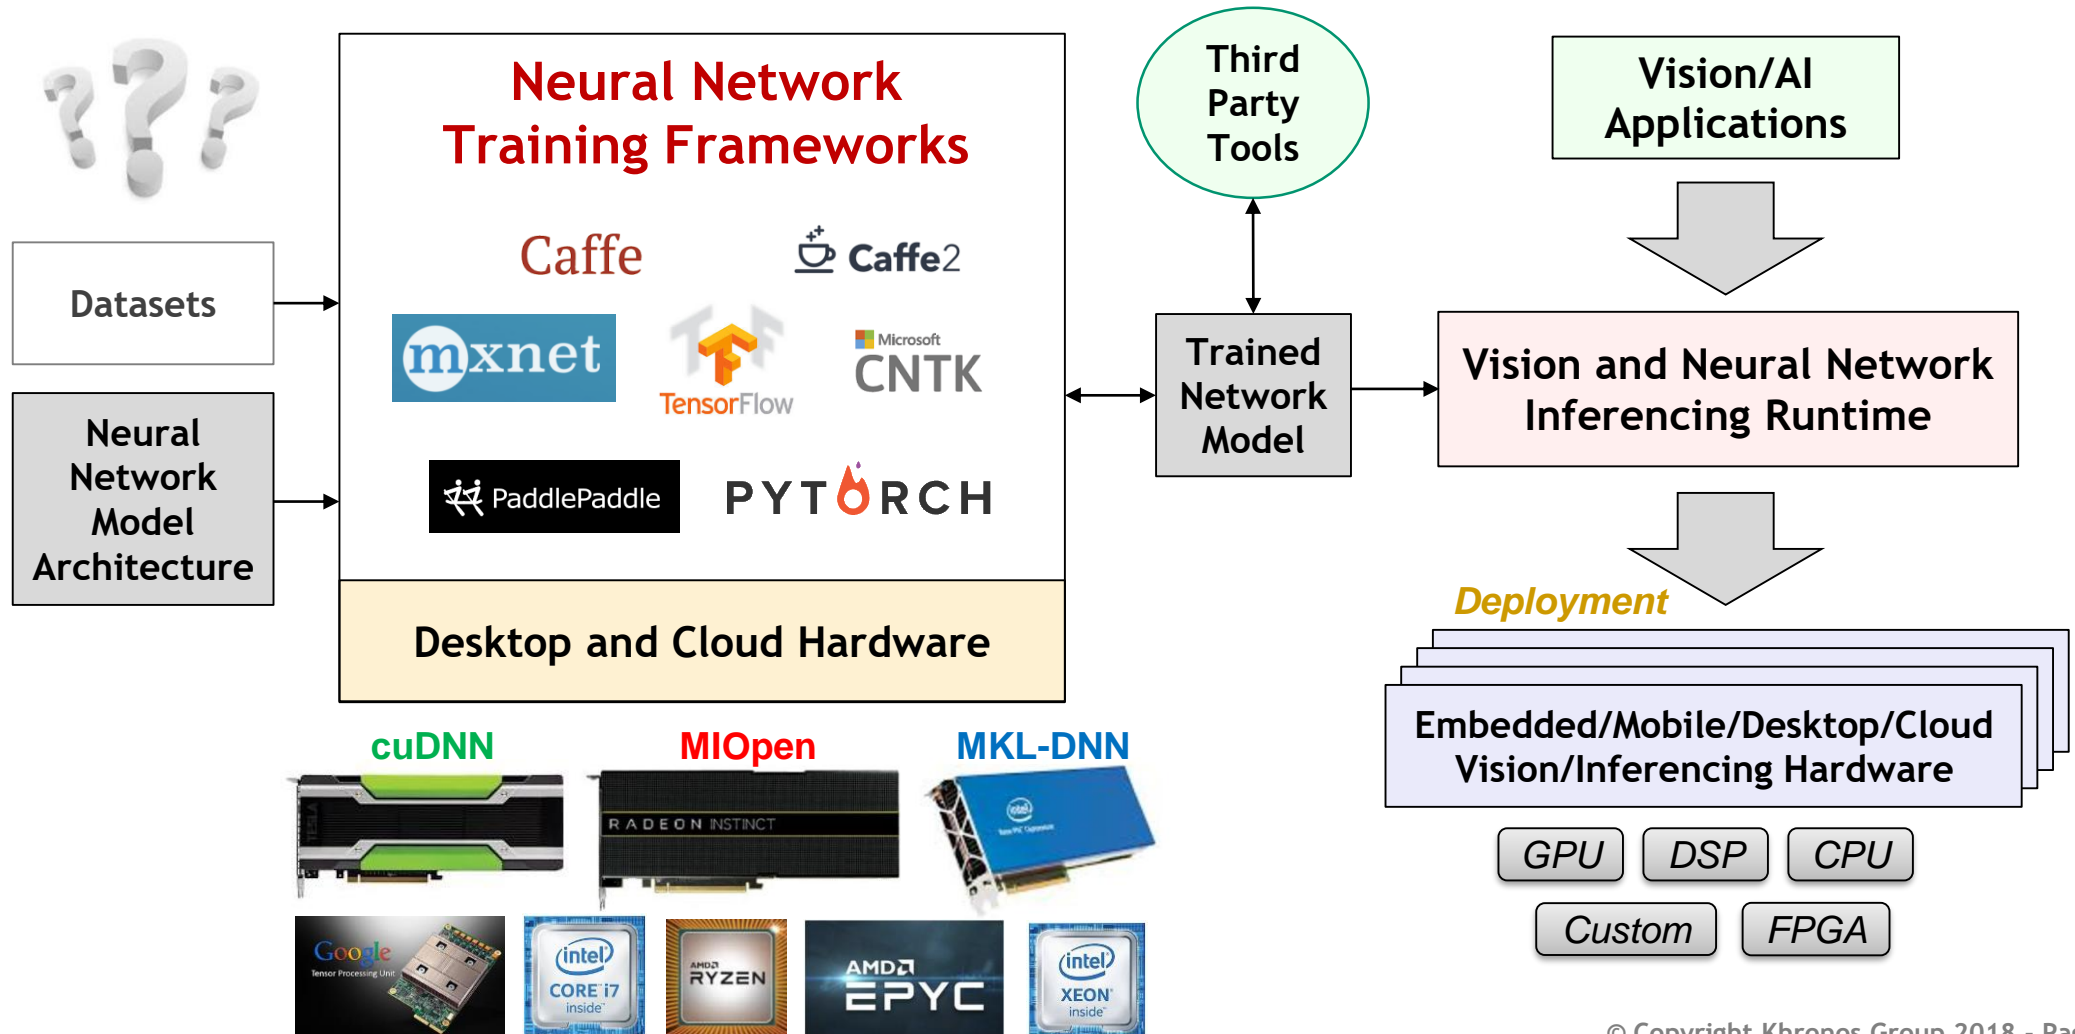 Neural Network
Training Frameworks
Third
Party
Tools
Vision/AI
Applications
Caffe
Caffe2
Datasets
mxnet
TensorFlow
Microsoft
CNTK
Trained
Network
Model
Vision and Neural Network
Inferencing Runtime
Neural
Network
Model
Architecture
PaddlePaddle
PYTORCH
Desktop and Cloud Hardware
Deployment
Embedded/Mobile/Desktop/Cloud
Vision/Inferencing Hardware
cuDNN
MIOpen
MKL-DNN
TESLA
RADEON INSTINCT
intel
GPU
DSP
CPU
Custom
FPGA
Google
Tensor Processing Unit
intel
CORE i7
inside
AMD
RYZEN
AMD
EPYC
intel
XEON
inside
© Copyright Khronos Group 2018 - Pag